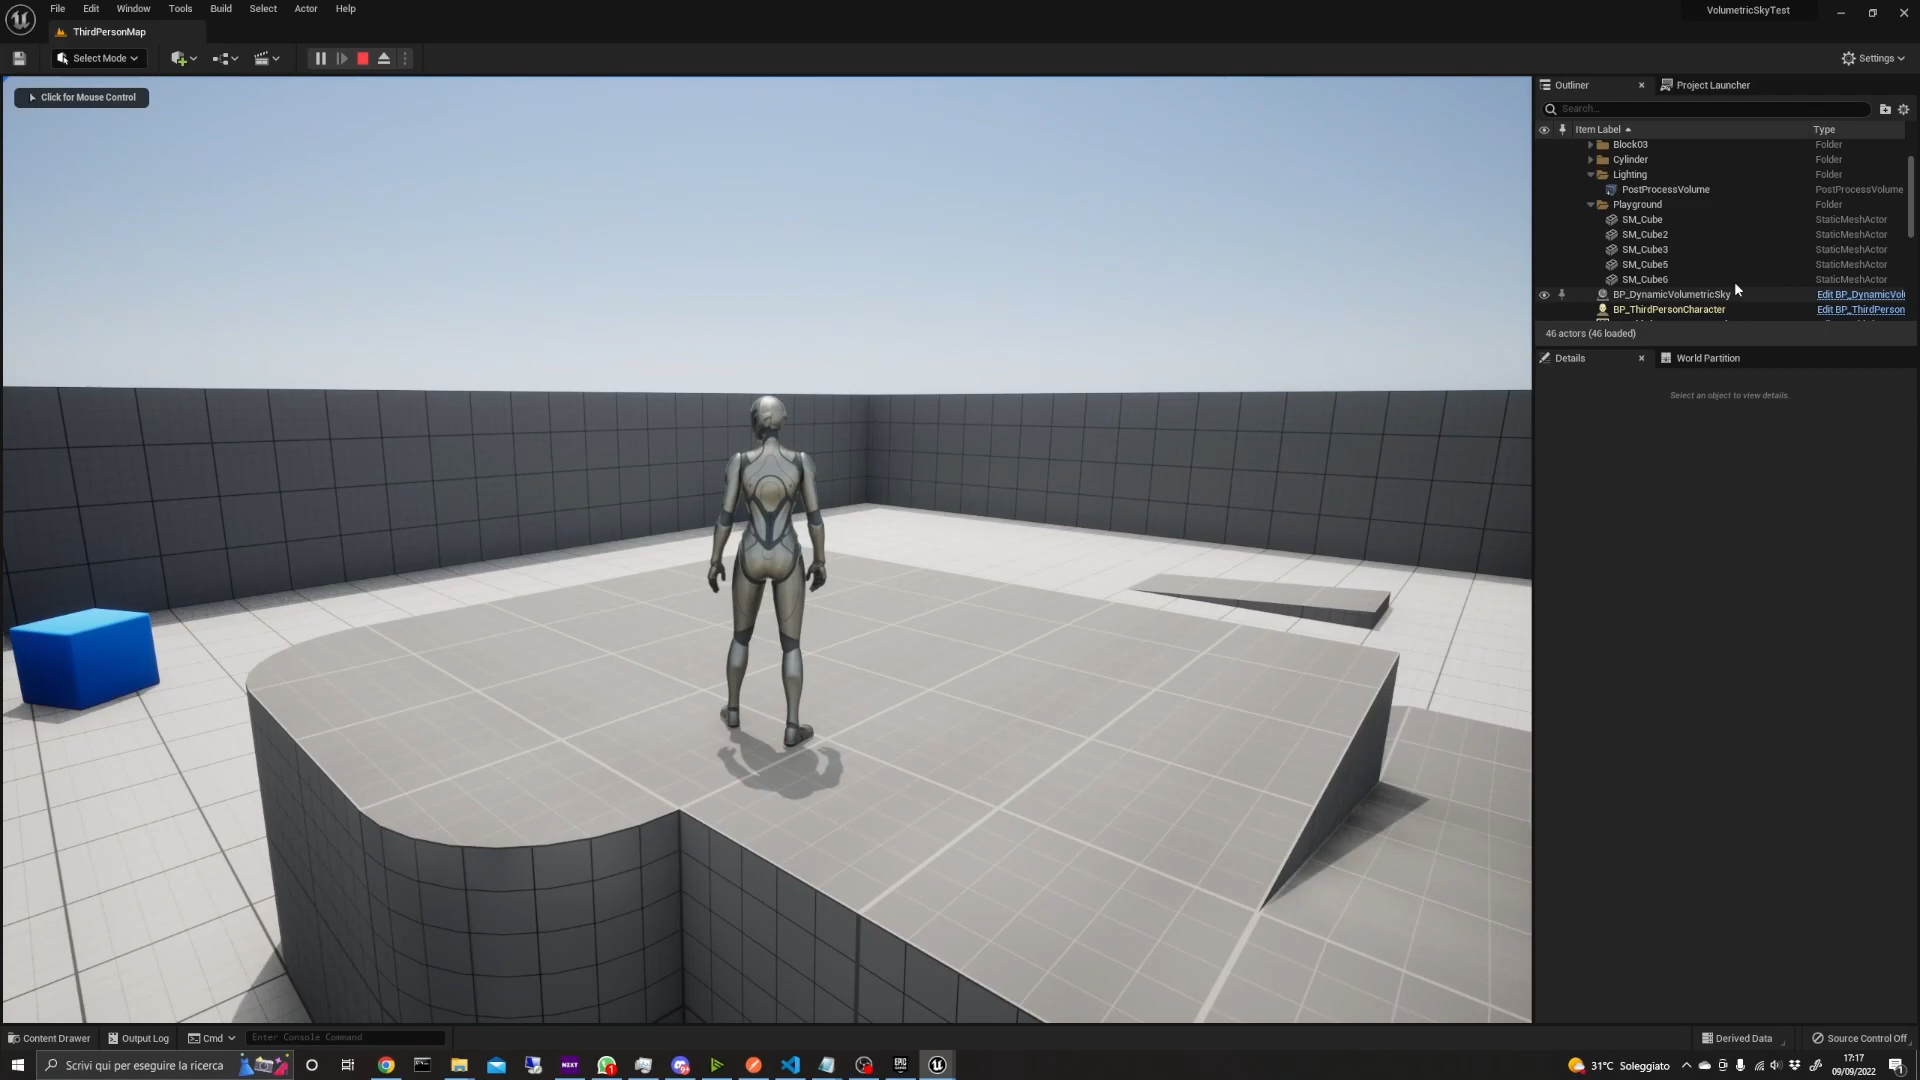 File Edit Window Tools Build Select Actor Help
VolumetricSkyTest
ThirdPersonMap
Select Mode
Settings
Click for Mouse Control
Outliner
Project Launcher
Search...
Item Label
Type
Block03 Folder
Cylinder Folder
Lighting Folder
PostProcessVolume PostProcessVolume
Playground Folder
SM_Cube StaticMeshActor
SM_Cube2 StaticMeshActor
SM_Cube3 StaticMeshActor
SM_Cube5 StaticMeshActor
SM_Cube6 StaticMeshActor
BP_DynamicVolumetricSky Edit BP_DynamicVol
BP_ThirdPersonCharacter Edit BP_ThirdPerson
46 actors (46 loaded)
Details
World Partition
Select an object to view details.
Content Drawer
Output Log
Cmd
Enter Console Command
Derived Data
Source Control Off
Scrivi qui per eseguire la ricerca
NEXT
EPIC
31°C Soleggiato
17:17
09/09/2022